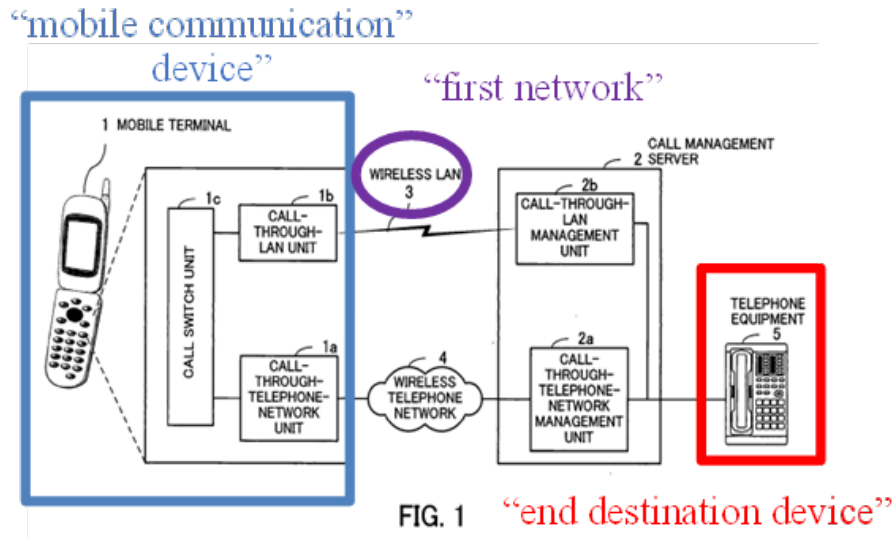 “mobile communication”
device”
“first network”
1 MOBILE TERMINAL
WIRELESS LAN
3
2 CALL MANAGEMENT
SERVER
1c
1b
2b
CALL-
THROUGH-
LAN UNIT
CALL-THROUGH-
LAN
MANAGEMENT
UNIT
CALL SWITCH UNIT
TELEPHONE
EQUIPMENT
5
1a
CALL-
THROUGH-
TELEPHONE-
NETWORK
UNIT
4
WIRELESS
TELEPHONE
NETWORK
2a
CALL-
THROUGH-
TELEPHONE-
NETWORK
MANAGEMENT
UNIT
FIG. 1
“end destination device”